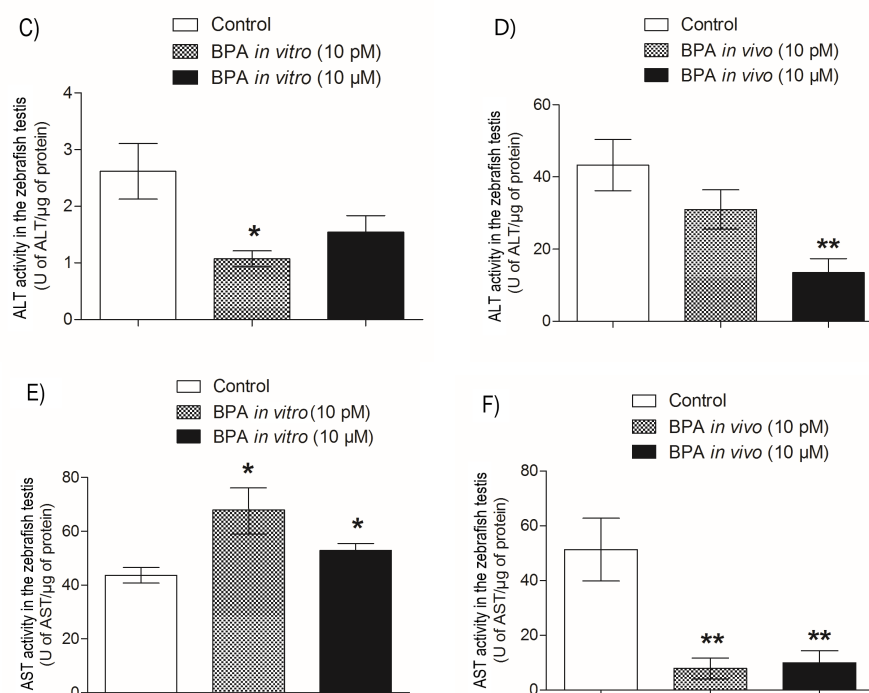 C)
Control
BPA in vitro (10 pM)
BPA in vitro (10 µM)
ALT activity in the zebrafish testis
(U of ALT/µg of protein)
4
3
2
1
0
*
D)
Control
BPA in vivo (10 pM)
BPA in vivo (10 µM)
ALT activity in the zebrafish testis
(U of ALT/µg of protein)
60
40
20
0
**
E)
Control
BPA in vitro (10 pM)
BPA in vitro (10 µM)
AST activity in the zebrafish testis
(U of AST/µg of protein)
80
60
40
20
0
*
*
F)
Control
BPA in vivo (10 pM)
BPA in vivo (10 µM)
AST activity in the zebrafish testis
(U of AST/µg of protein)
80
60
40
20
0
**
**